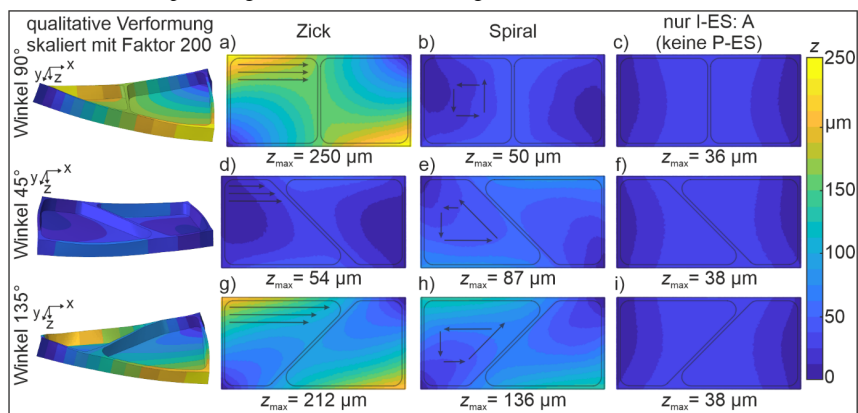 qualitative Verformung
skaliert mit Faktor 200
Zick
Spiral
nur I-ES: A
(keine P-ES)
Winkel 90°
y z x
a)
b)
c)
z
250
µm
200
150
100
50
0
z_max = 250 µm
z_max = 50 µm
z_max = 36 µm
Winkel 45°
y z x
d)
e)
f)
z_max = 54 µm
z_max = 87 µm
z_max = 38 µm
Winkel 135°
y z x
g)
h)
i)
z_max = 212 µm
z_max = 136 µm
z_max = 38 µm